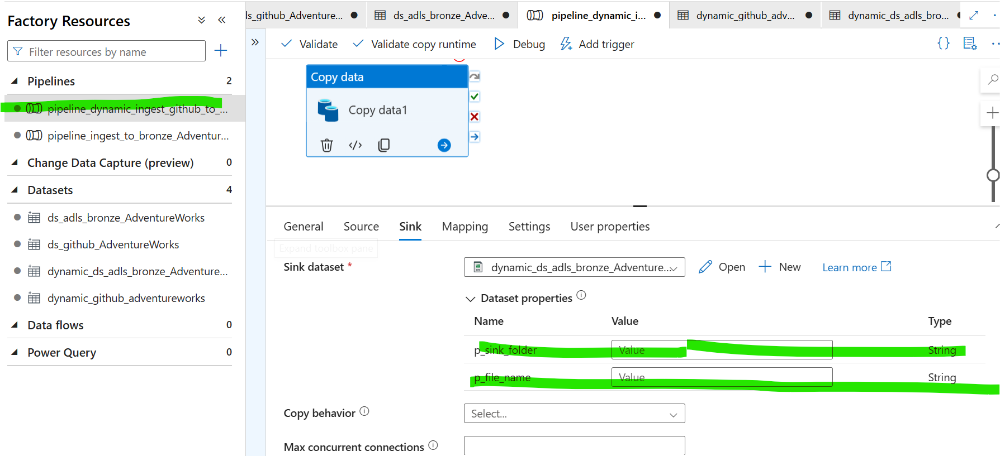 Factory Resources
Filter resources by name
Pipelines 2
pipeline_dynamic_ingest_github_to_...
pipeline_ingest_to_bronze_Adventur...
Change Data Capture (preview) 0
Datasets 4
ds_adls_bronze_AdventureWorks
ds_github_AdventureWorks
dynamic_ds_adls_bronze_Adventure...
dynamic_github_adventureworks
Data flows 0
Power Query 0
ds_github_Adventure... ds_adls_bronze_Adve... pipeline_dynamic_i... dynamic_github_adv... dynamic_ds_adls_bro...
Validate Validate copy runtime Debug Add trigger
Copy data
Copy data1
General Source Sink Mapping Settings User properties
Expand toolbox pane
Sink dataset * dynamic_ds_adls_bronze_Adventure... Open New Learn more
Dataset properties
Name Value Type
p_sink_folder Value String
p_file_name Value String
Copy behavior Select...
Max concurrent connections